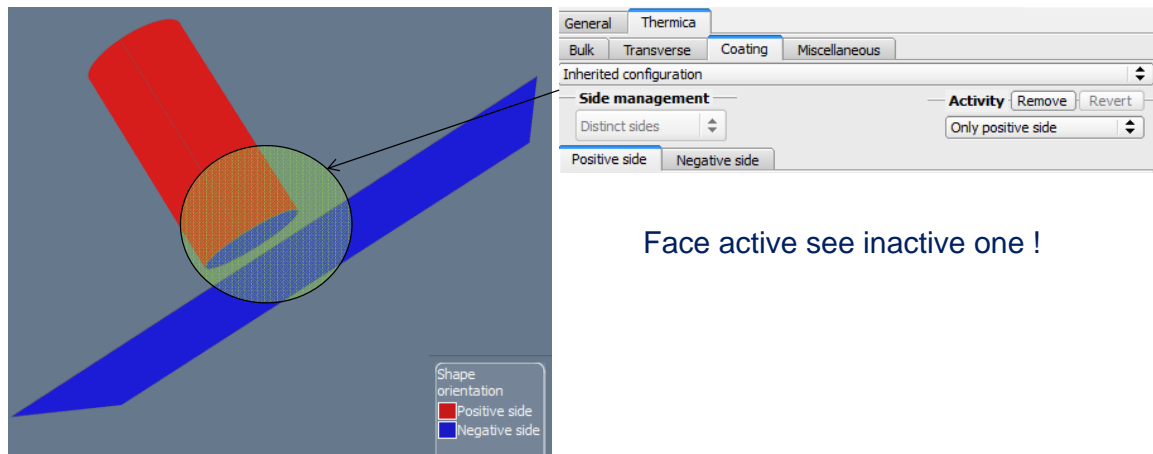 General Thermica
Bulk Transverse Coating Miscellaneous
Inherited configuration
Side management Activity Remove Revert
Distinct sides Only positive side
Positive side Negative side
Face active see inactive one !
Shape
orientation
Positive side
Negative side